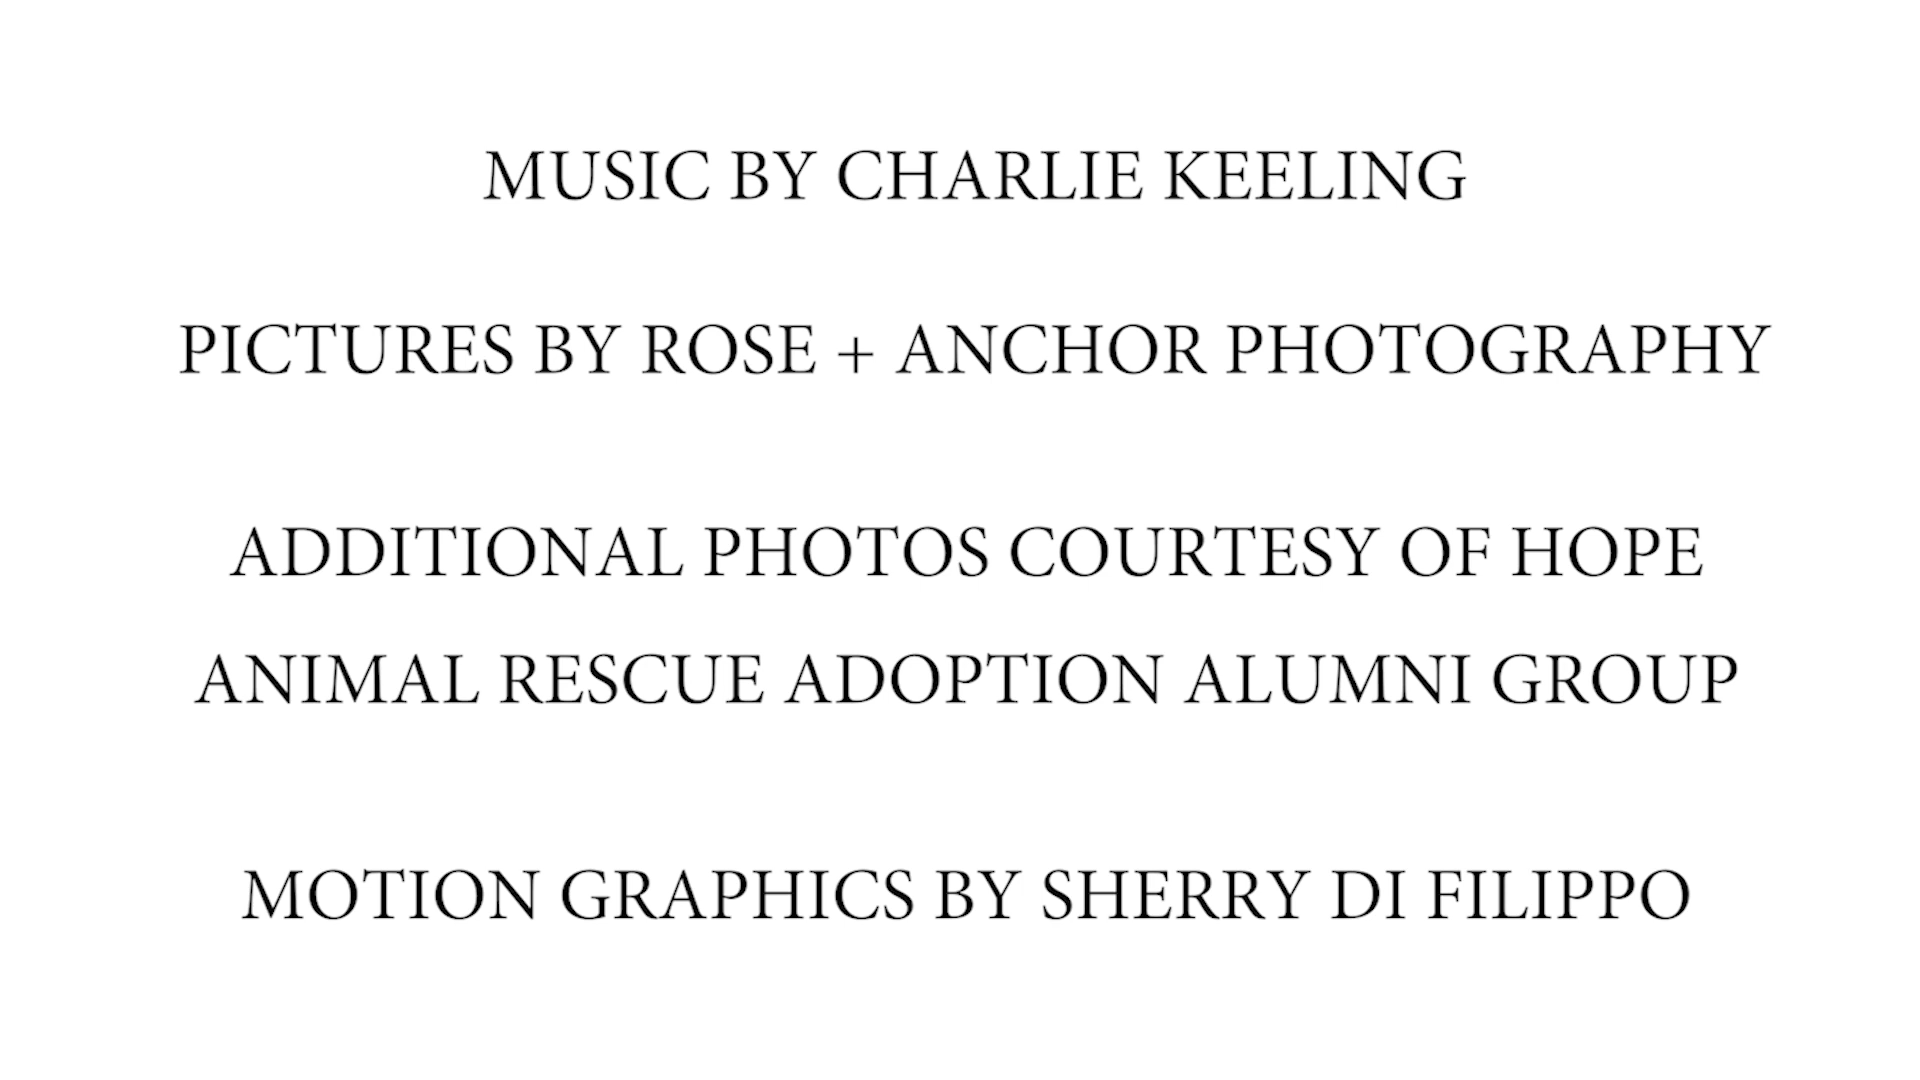 MUSIC BY CHARLIE KEELING
PICTURES BY ROSE + ANCHOR PHOTOGRAPHY
ADDITIONAL PHOTOS COURTESY OF HOPE
ANIMAL RESCUE ADOPTION ALUMNI GROUP
MOTION GRAPHICS BY SHERRY DI FILIPPO